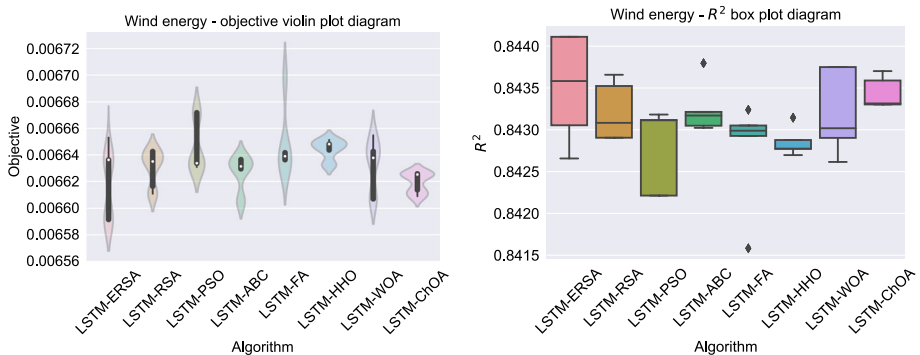 Wind energy - objective violin plot diagram
0.00672
0.00670
0.00668
0.00666
0.00664
0.00662
0.00660
0.00658
0.00656
Objective
LSTM-ERSA
LSTM-RSA
LSTM-PSO
LSTM-ABC
LSTM-FA
LSTM-HHO
LSTM-WOA
LSTM-ChOA
Algorithm
Wind energy - R² box plot diagram
0.8440
0.8435
0.8430
0.8425
0.8420
0.8415
R²
LSTM-ERSA
LSTM-RSA
LSTM-PSO
LSTM-ABC
LSTM-FA
LSTM-HHO
LSTM-WOA
LSTM-ChOA
Algorithm